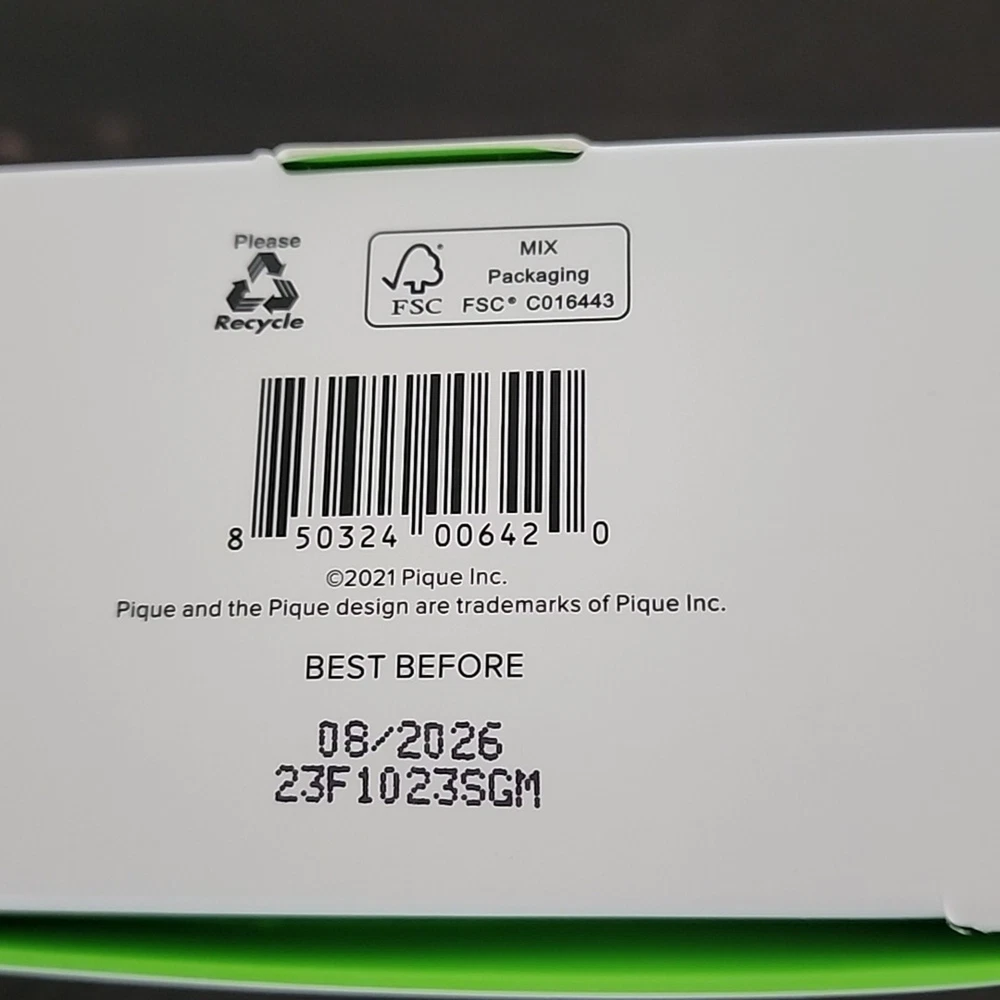 Please
Recycle
FSC®
MIX
Packaging
FSC® C016443
8 50324 00642 0
©2021 Pique Inc.
Pique and the Pique design are trademarks of Pique Inc.
BEST BEFORE
08/2026
23F1023SGM